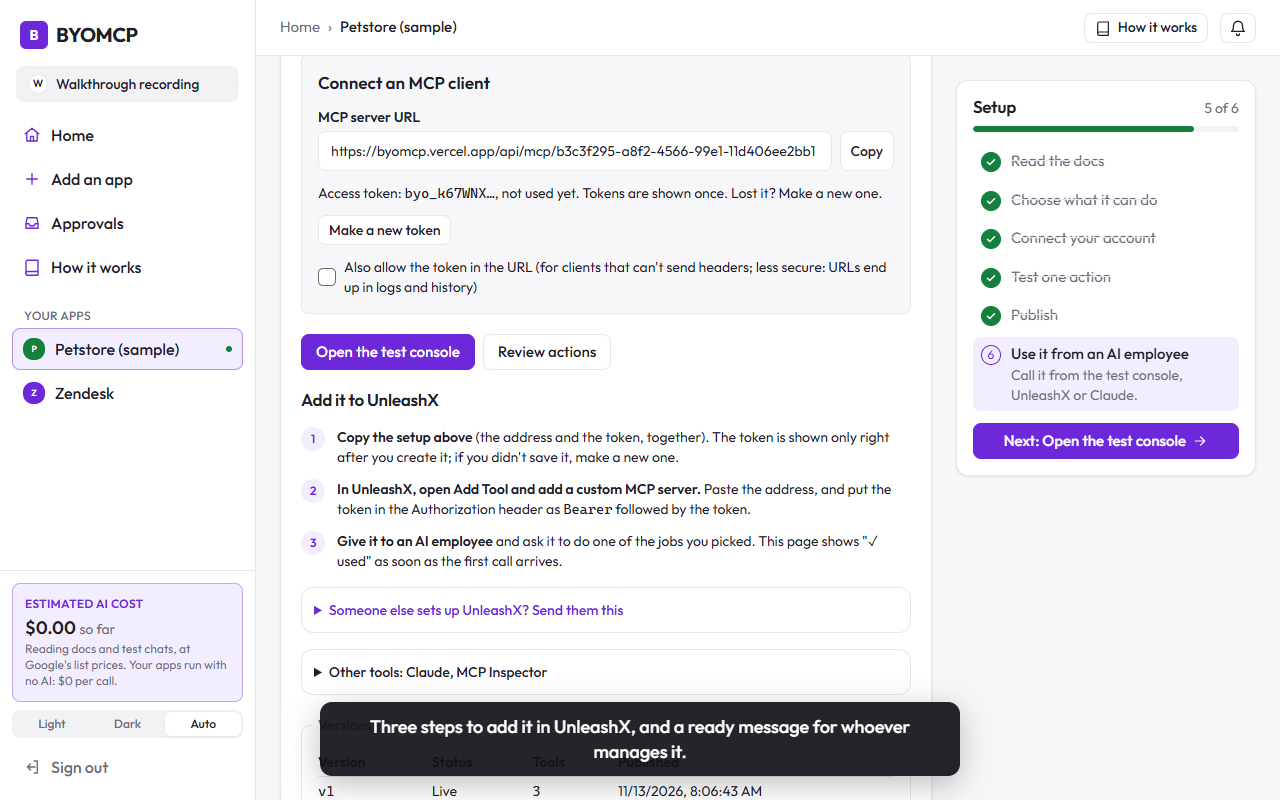 B BYOMCP
W Walkthrough recording
Home
Add an app
Approvals
How it works
YOUR APPS
P Petstore (sample)
Z Zendesk
ESTIMATED AI COST
$0.00 so far
Reading docs and test chats, at
Google's list prices. Your apps run with
no AI: $0 per call.
Light Dark Auto
Sign out
Home › Petstore (sample)
How it works
Connect an MCP client
MCP server URL
https://byomcp.vercel.app/api/mcp/b3c3f295-a8f2-4566-99e1-11d406ee2bb1
Copy
Access token: byo_k67WNX…, not used yet. Tokens are shown once. Lost it? Make a new one.
Make a new token
Also allow the token in the URL (for clients that can't send headers; less secure: URLs end
up in logs and history)
Open the test console
Review actions
Add it to UnleashX
1 Copy the setup above (the address and the token, together). The token is shown only right
after you create it; if you didn't save it, make a new one.
2 In UnleashX, open Add Tool and add a custom MCP server. Paste the address, and put the
token in the Authorization header as Bearer followed by the token.
3 Give it to an AI employee and ask it to do one of the jobs you picked. This page shows "✓
used" as soon as the first call arrives.
▶ Someone else sets up UnleashX? Send them this
▶ Other tools: Claude, MCP Inspector
Versions
Three steps to add it in UnleashX, and a ready message for whoever
manages it.
Version Status Tools Published
v1 Live 3 11/13/2026, 8:06:43 AM
Setup 5 of 6
Read the docs
Choose what it can do
Connect your account
Test one action
Publish
6 Use it from an AI employee
Call it from the test console,
UnleashX or Claude.
Next: Open the test console →